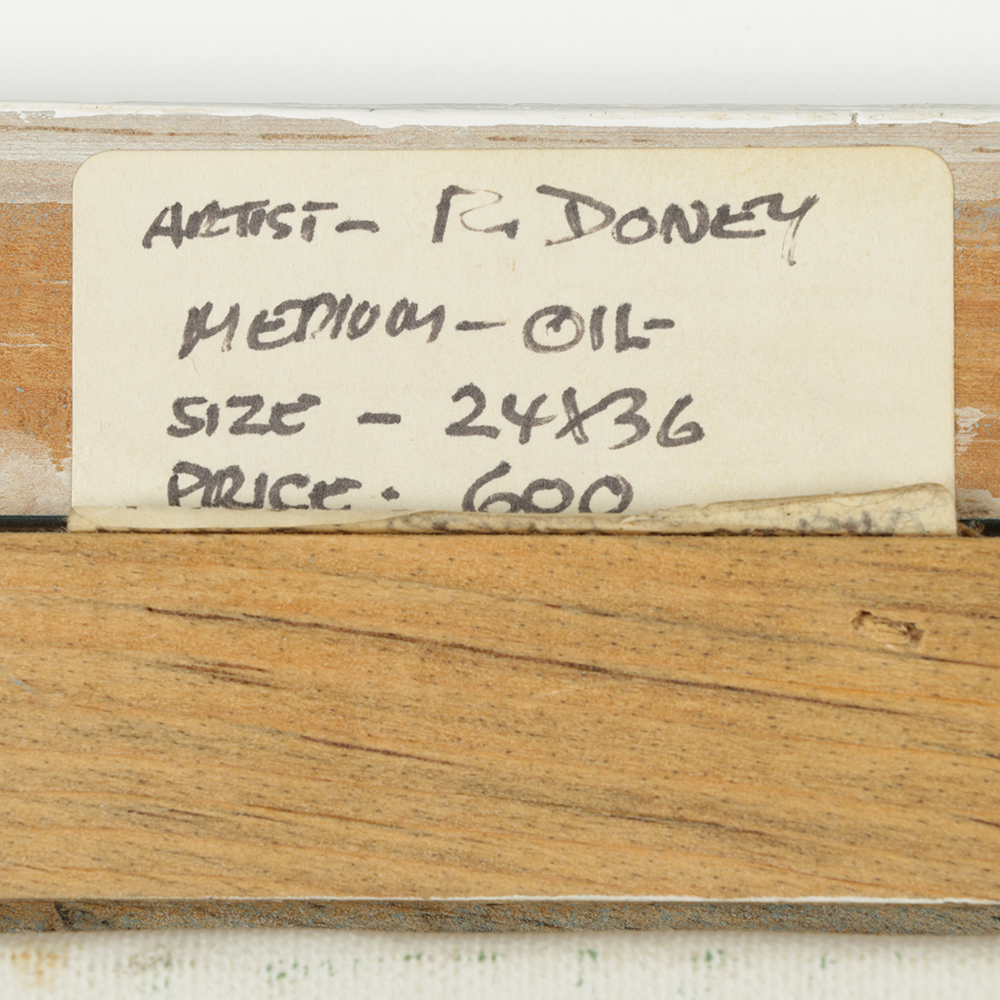 ARTIST- R. DONEY
MEDIUM - OIL
SIZE - 24X36
PRICE. 600